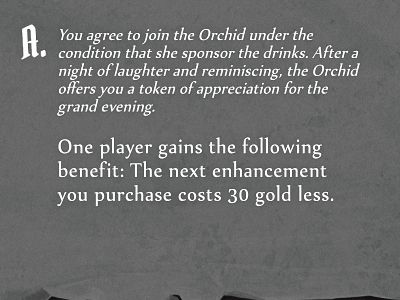 A. You agree to join the Orchid under the
condition that she sponsor the drinks. After a
night of laughter and reminiscing, the Orchid
offers you a token of appreciation for the
grand evening.
One player gains the following
benefit: The next enhancement
you purchase costs 30 gold less.